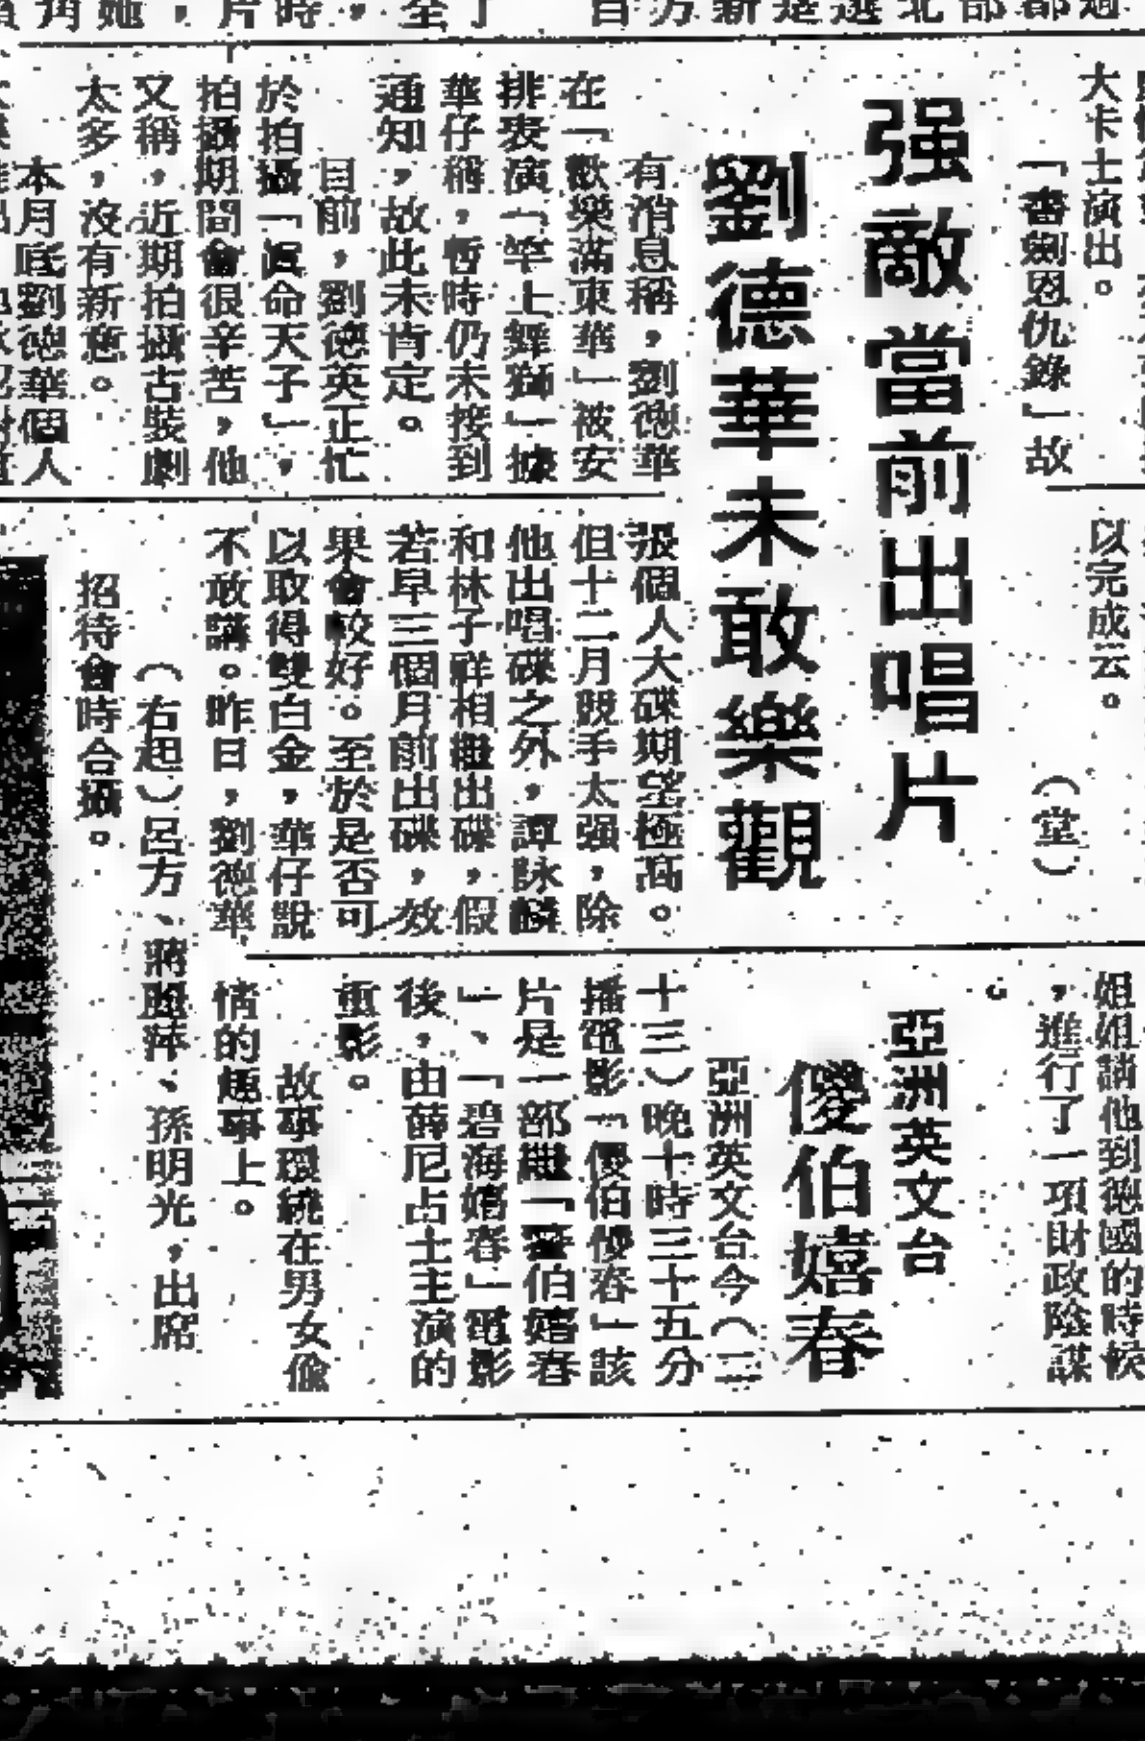 大卡士演出。
「書劍恩仇錄」故
以完成云。
（堂）
强敵當前出唱片
劉德華未敢樂觀
有消息稱，劉德華
在「歡樂滿東華」被安
排表演「竿上舞獅」據
華仔稱，暫時仍未接到
通知，故此未肯定。
目前，劉德英正忙
於拍攝「眞命天子」，
拍攝期間會很辛苦，他
又稱，近期拍攝古裝劇
太多，沒有新意。
本月底劉德華個人
張個人大碟期望極高。
但十二月競手太强，除
他出唱碟之外，譚詠麟
和林子祥相繼出碟，假
若早三個月前出碟，效
果會較好。至於是否可
以取得雙白金，華仔說
不敢講。昨日，劉德華
（右起）呂方、蔣麗萍、孫明光，出席
招待會時合攝。
姐姐請他到德國的時候
，進行了一項財政陰謀
。
亞洲英文台
儍伯嬉春
亞洲英文台今（二
十三）晚十時三十五分
播電影「儍伯儍春」該
片是一部繼「
伯嬉春
」、「碧海嬉春」電影
後，由薛尼占士主演的
重影。
故事環繞在男女偷
情的趣事上。